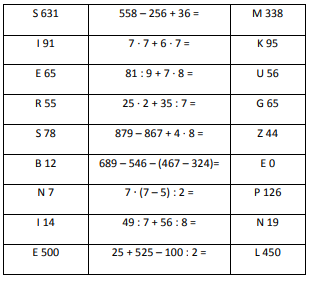 S 631 558 – 256 + 36 = M 338
I 91 7 · 7 + 6 · 7 = K 95
E 65 81 : 9 + 7 · 8 = U 56
R 55 25 · 2 + 35 : 7 = G 65
S 78 879 – 867 + 4 · 8 = Z 44
B 12 689 – 546 – (467 – 324)= E 0
N 7 7 · (7 – 5) : 2 = P 126
I 14 49 : 7 + 56 : 8 = N 19
E 500 25 + 525 – 100 : 2 = L 450